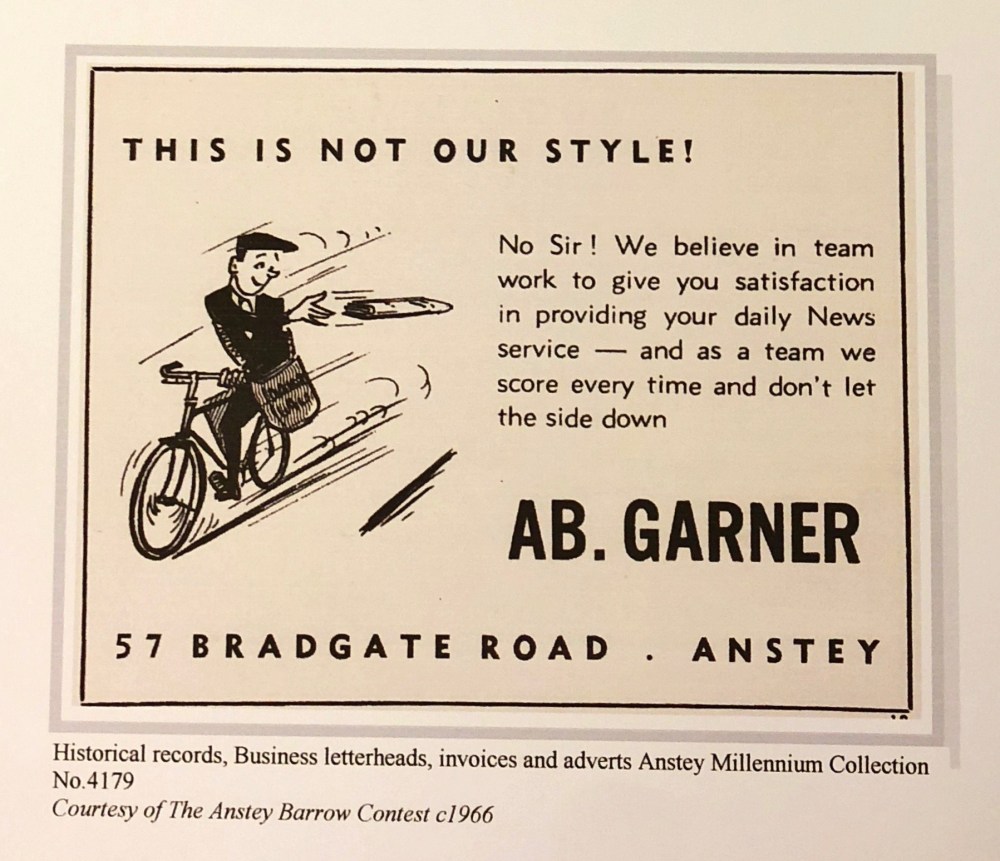 THIS IS NOT OUR STYLE!
No Sir! We believe in team
work to give you satisfaction
in providing your daily News
service — and as a team we
score every time and don't let
the side down
AB. GARNER
57 BRADGATE ROAD . ANSTEY
Historical records, Business letterheads, invoices and adverts Anstey Millennium Collection
No.4179
Courtesy of The Anstey Barrow Contest c1966